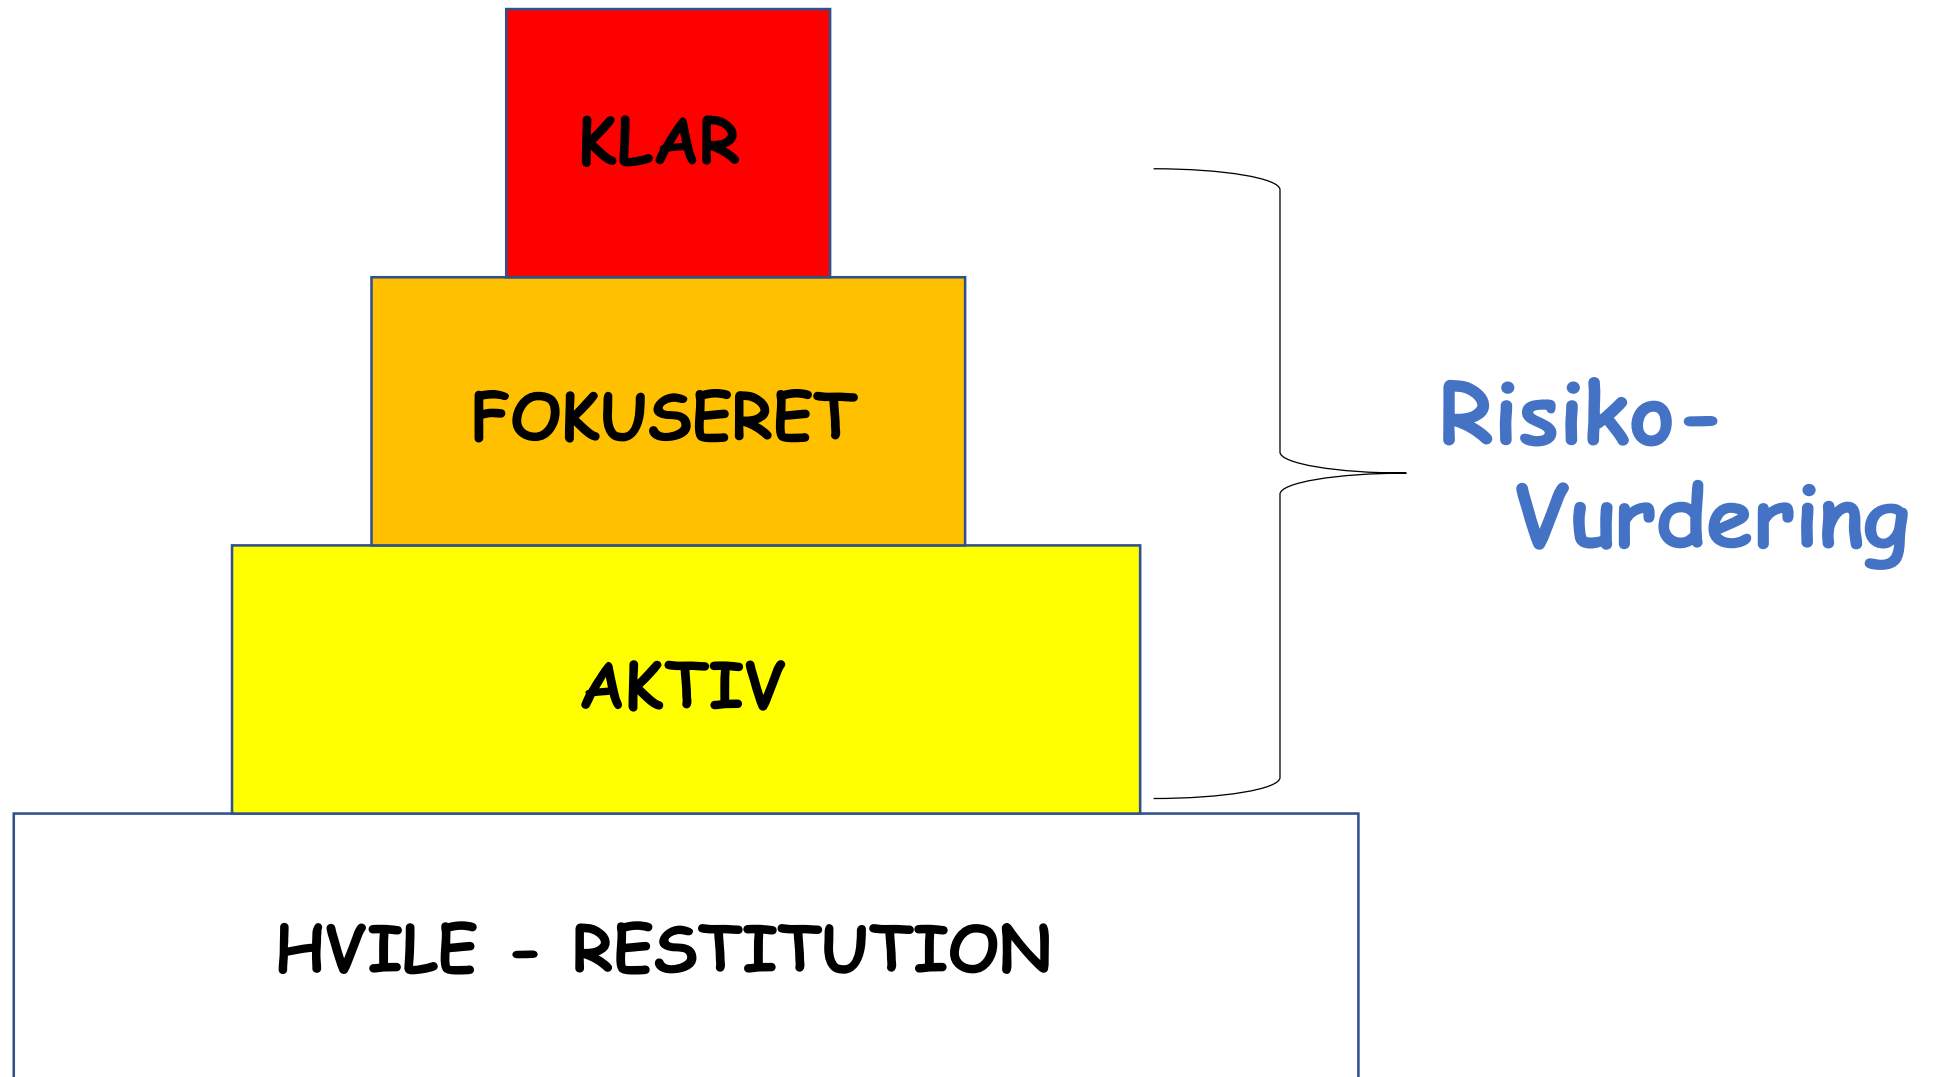 KLAR
FOKUSERET
AKTIV
HVILE - RESTITUTION
Risiko-
Vurdering